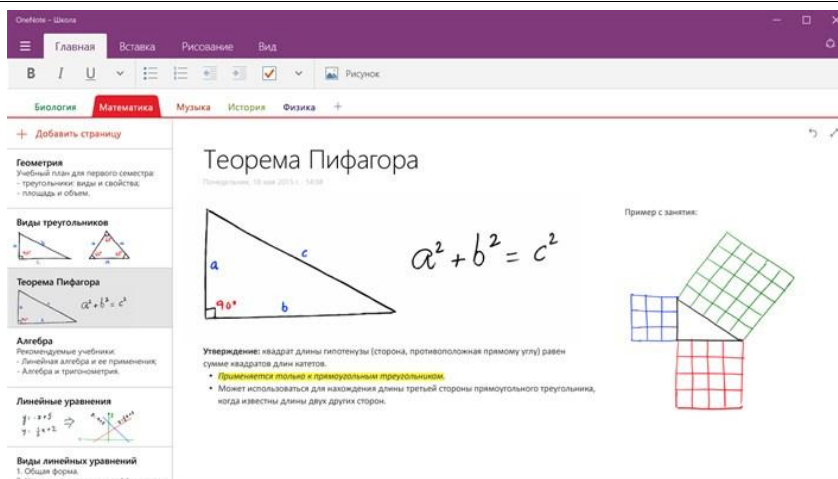 OneNote – Школа
Главная Вставка Рисование Вид
B I U Рисунок
Биология Математика Музыка История Физика +
+ Добавить страницу
Геометрия
Учебный план для первого семестра:
- треугольники: виды и свойства;
- площадь и объем.
Виды треугольников
Теорема Пифагора
a² + b² = c²
Алгебра
Рекомендуемые учебники:
- Линейная алгебра и ее применения;
- Алгебра и тригонометрия.
Линейные уравнения
Виды линейных уравнений
1. Общая форма.
Теорема Пифагора
Понедельник, 18 мая 2015 г. 14:38
a
c
b
90°
a² + b² = c²
Утверждение: квадрат длины гипотенузы (сторона, противоположная прямому углу) равен
сумме квадратов длин катетов.
• Применяется только к прямоугольным треугольникам.
• Может использоваться для нахождения длины третьей стороны прямоугольного треугольника,
когда известны длины двух других сторон.
Пример с занятия: